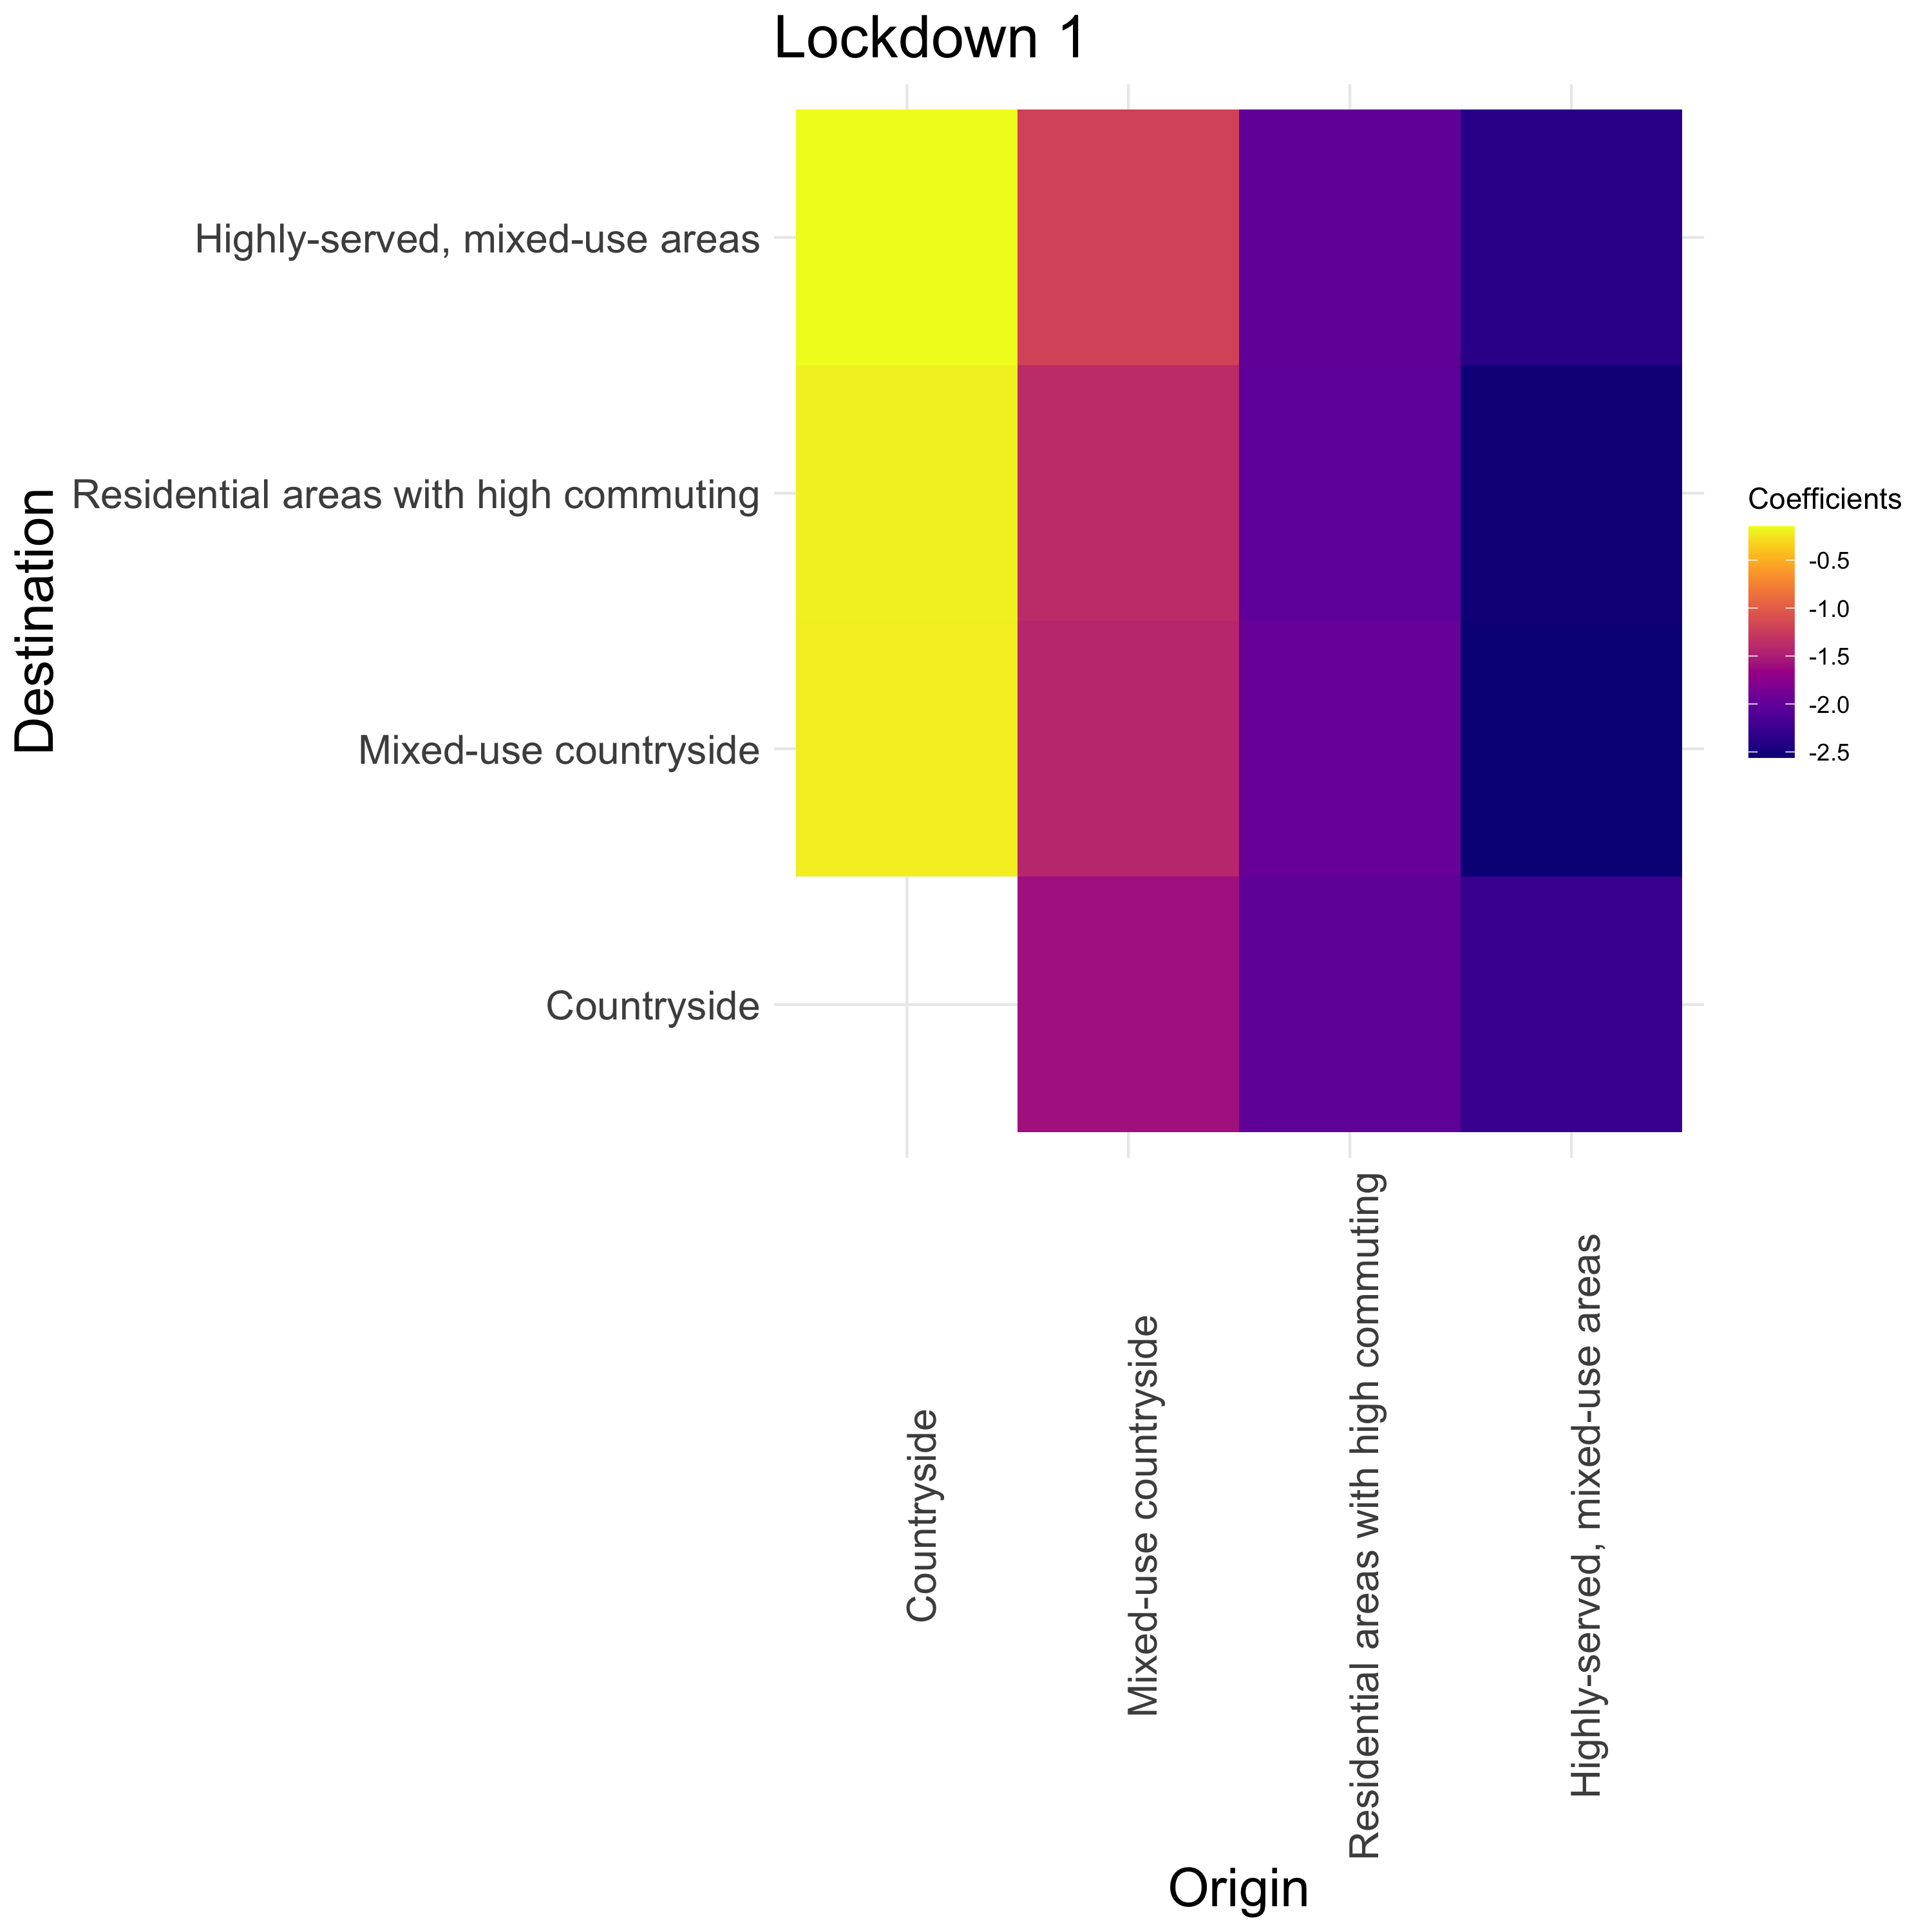 Lockdown 1
Destination
Highly-served, mixed-use areas
Residential areas with high commuting
Mixed-use countryside
Countryside
Coefficients
-0.5
-1.0
-1.5
-2.0
-2.5
Countryside
Mixed-use countryside
Residential areas with high commuting
Highly-served, mixed-use areas
Origin